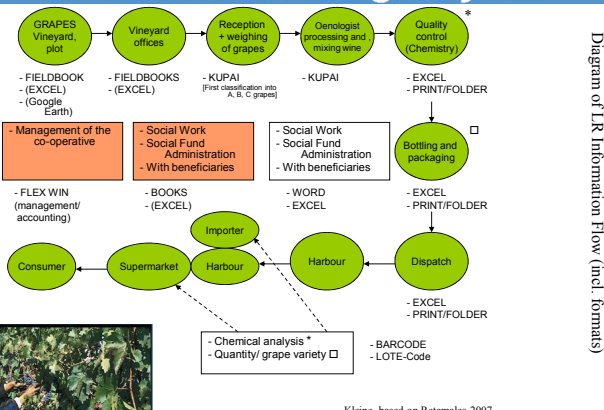 GRAPES
Vineyard,
plot
Vineyard
offices
Reception
+ weighing
of grapes
Oenologist
processing and .
mixing wine
Quality
control
(Chemistry)
*
- FIELDBOOK
- (EXCEL)
- (Google
Earth)
- FIELDBOOKS
- (EXCEL)
- KUPAI
[First classification into
A, B, C grapes]
- KUPAI
- EXCEL
- PRINT/FOLDER
- Management of the
co-operative
- Social Work
- Social Fund
Administration
- With beneficiaries
- Social Work
- Social Fund
Administration
- With beneficiaries
Bottling and
packaging
□
- FLEX WIN
(management/
accounting)
- BOOKS
- (EXCEL)
- WORD
- EXCEL
- EXCEL
- PRINT/FOLDER
Importer
Consumer
Supermarket
Harbour
Harbour
Dispatch
- EXCEL
- PRINT/FOLDER
- Chemical analysis *
- Quantity/ grape variety □
- BARCODE
- LOTE-Code
Diagram of LR Information Flow (incl. formats)